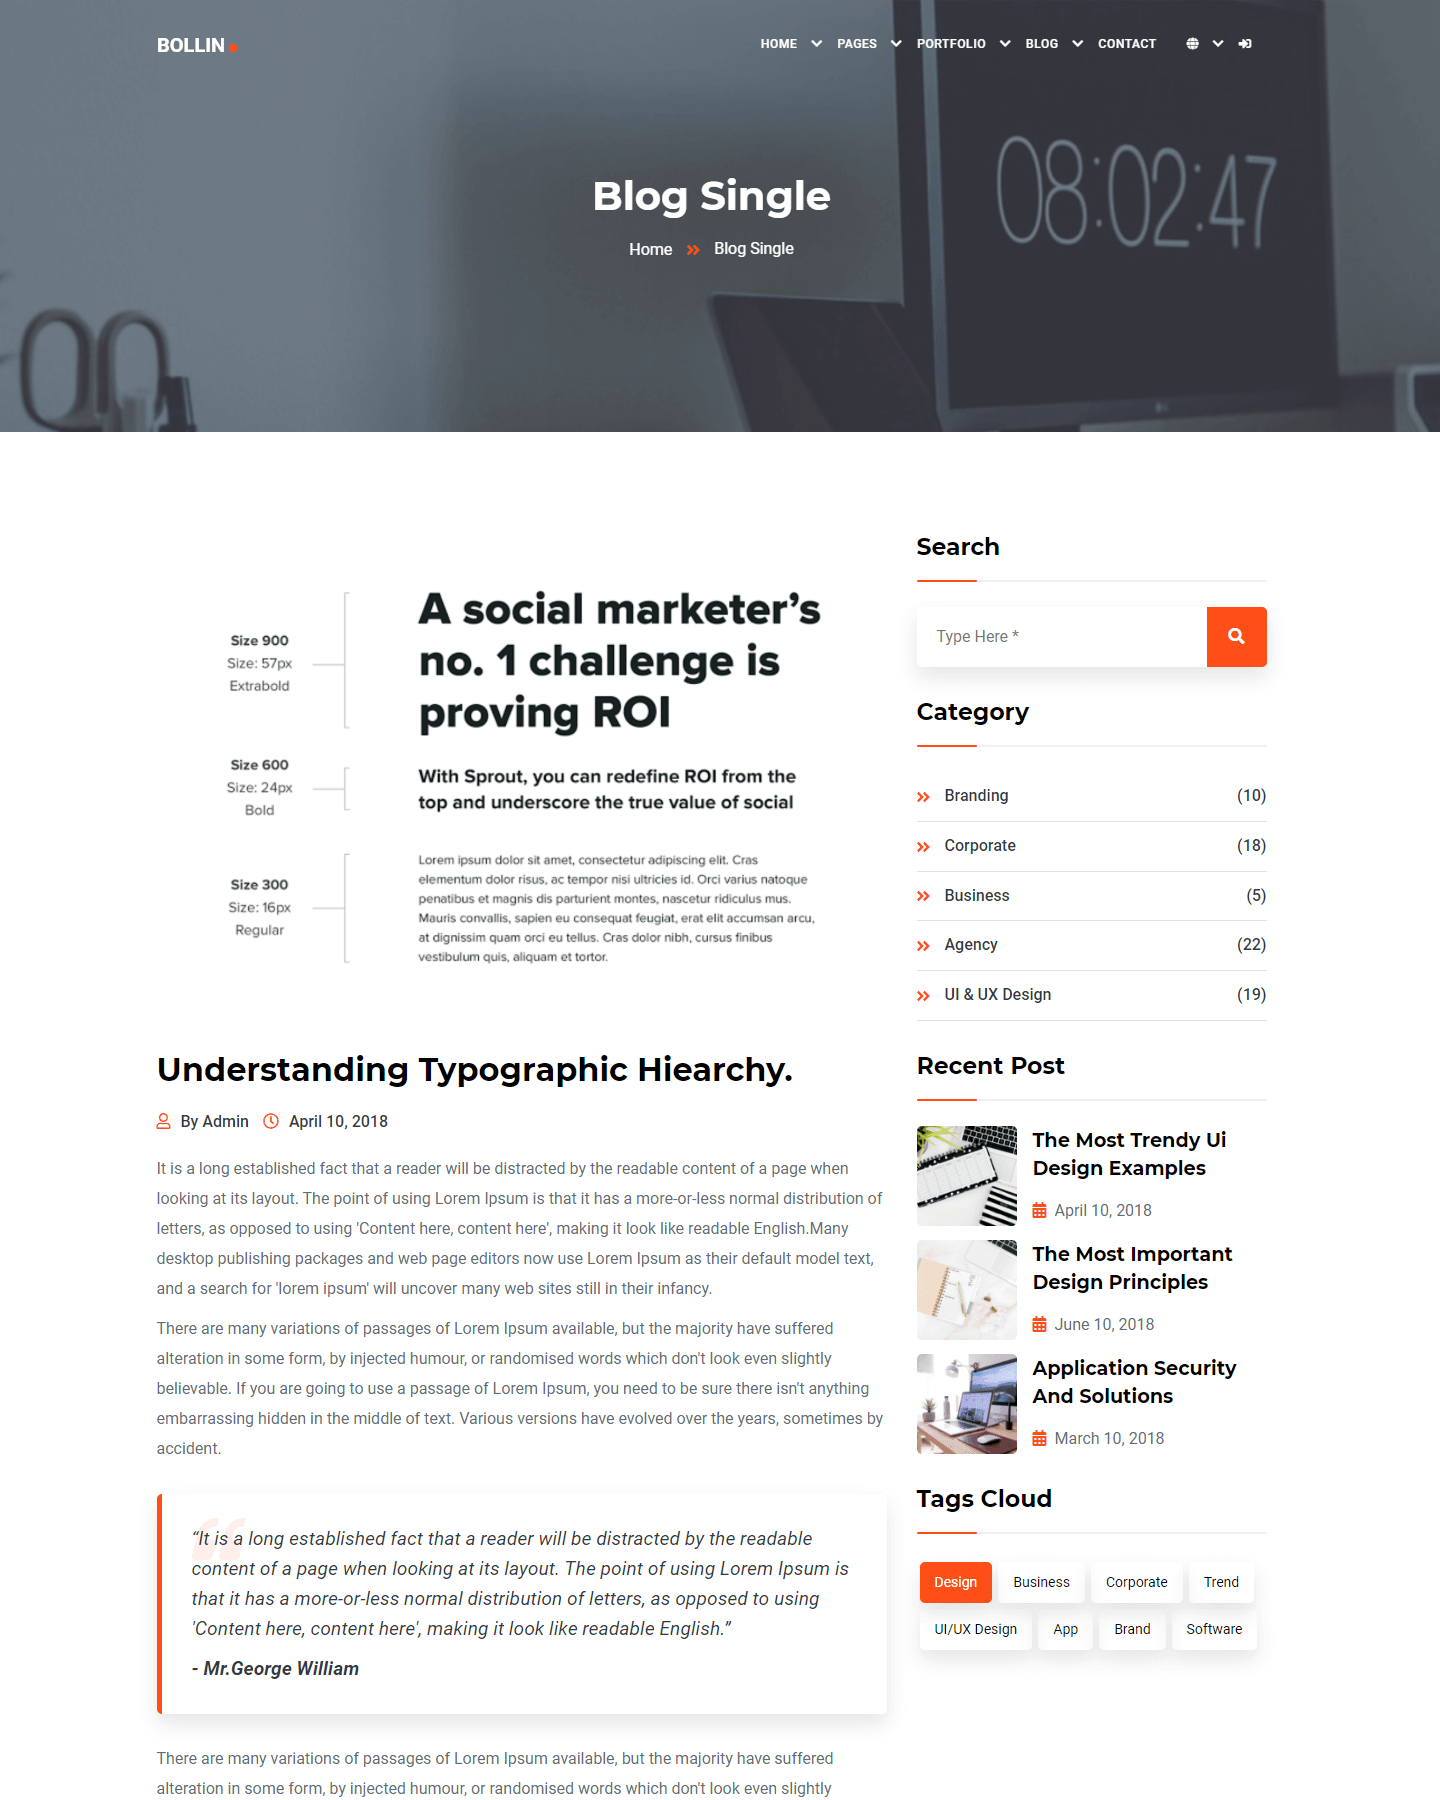 BOLLIN.
HOME PAGES PORTFOLIO BLOG CONTACT
08:02:47
Blog Single
Home Blog Single
Size 900
Size: 57px
Extrabold
A social marketer’s
no. 1 challenge is
proving ROI
Size 600
Size: 24px
Bold
With Sprout, you can redefine ROI from the
top and underscore the true value of social
Size 300
Size: 16px
Regular
Lorem ipsum dolor sit amet, consectetur adipiscing elit. Cras
elementum dolor risus, ac tempor nisi ultricies id. Orci varius natoque
penatibus et magnis dis parturient montes, nascetur ridiculus mus.
Mauris convallis, sapien eu consequat feugiat, erat elit accumsan arcu,
at dignissim quam orci eu tellus. Cras dolor nibh, cursus finibus
vestibulum quis, aliquam et tortor.
Understanding Typographic Hiearchy.
By Admin April 10, 2018
It is a long established fact that a reader will be distracted by the readable content of a page when
looking at its layout. The point of using Lorem Ipsum is that it has a more-or-less normal distribution of
letters, as opposed to using 'Content here, content here', making it look like readable English.Many
desktop publishing packages and web page editors now use Lorem Ipsum as their default model text,
and a search for 'lorem ipsum' will uncover many web sites still in their infancy.
There are many variations of passages of Lorem Ipsum available, but the majority have suffered
alteration in some form, by injected humour, or randomised words which don't look even slightly
believable. If you are going to use a passage of Lorem Ipsum, you need to be sure there isn't anything
embarrassing hidden in the middle of text. Various versions have evolved over the years, sometimes by
accident.
“It is a long established fact that a reader will be distracted by the readable
content of a page when looking at its layout. The point of using Lorem Ipsum is
that it has a more-or-less normal distribution of letters, as opposed to using
'Content here, content here', making it look like readable English.”
- Mr.George William
There are many variations of passages of Lorem Ipsum available, but the majority have suffered
alteration in some form, by injected humour, or randomised words which don't look even slightly
Search
Type Here *
Category
Branding (10)
Corporate (18)
Business (5)
Agency (22)
UI & UX Design (19)
Recent Post
The Most Trendy Ui
Design Examples
April 10, 2018
The Most Important
Design Principles
June 10, 2018
Application Security
And Solutions
March 10, 2018
Tags Cloud
Design Business Corporate Trend
UI/UX Design App Brand Software